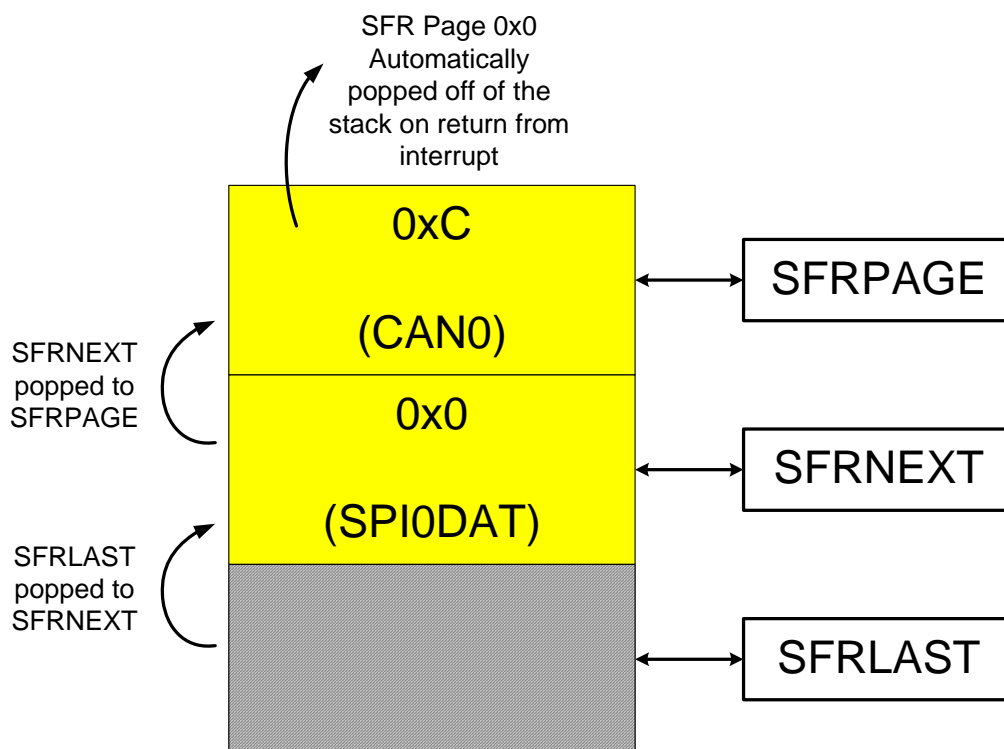 SFR Page 0x0
Automatically
popped off of the
stack on return from
interrupt
0xC
(CAN0)
SFRPAGE
SFRNEXT
popped to
SFRPAGE
0x0
(SPI0DAT)
SFRNEXT
SFRLAST
popped to
SFRNEXT
SFRLAST